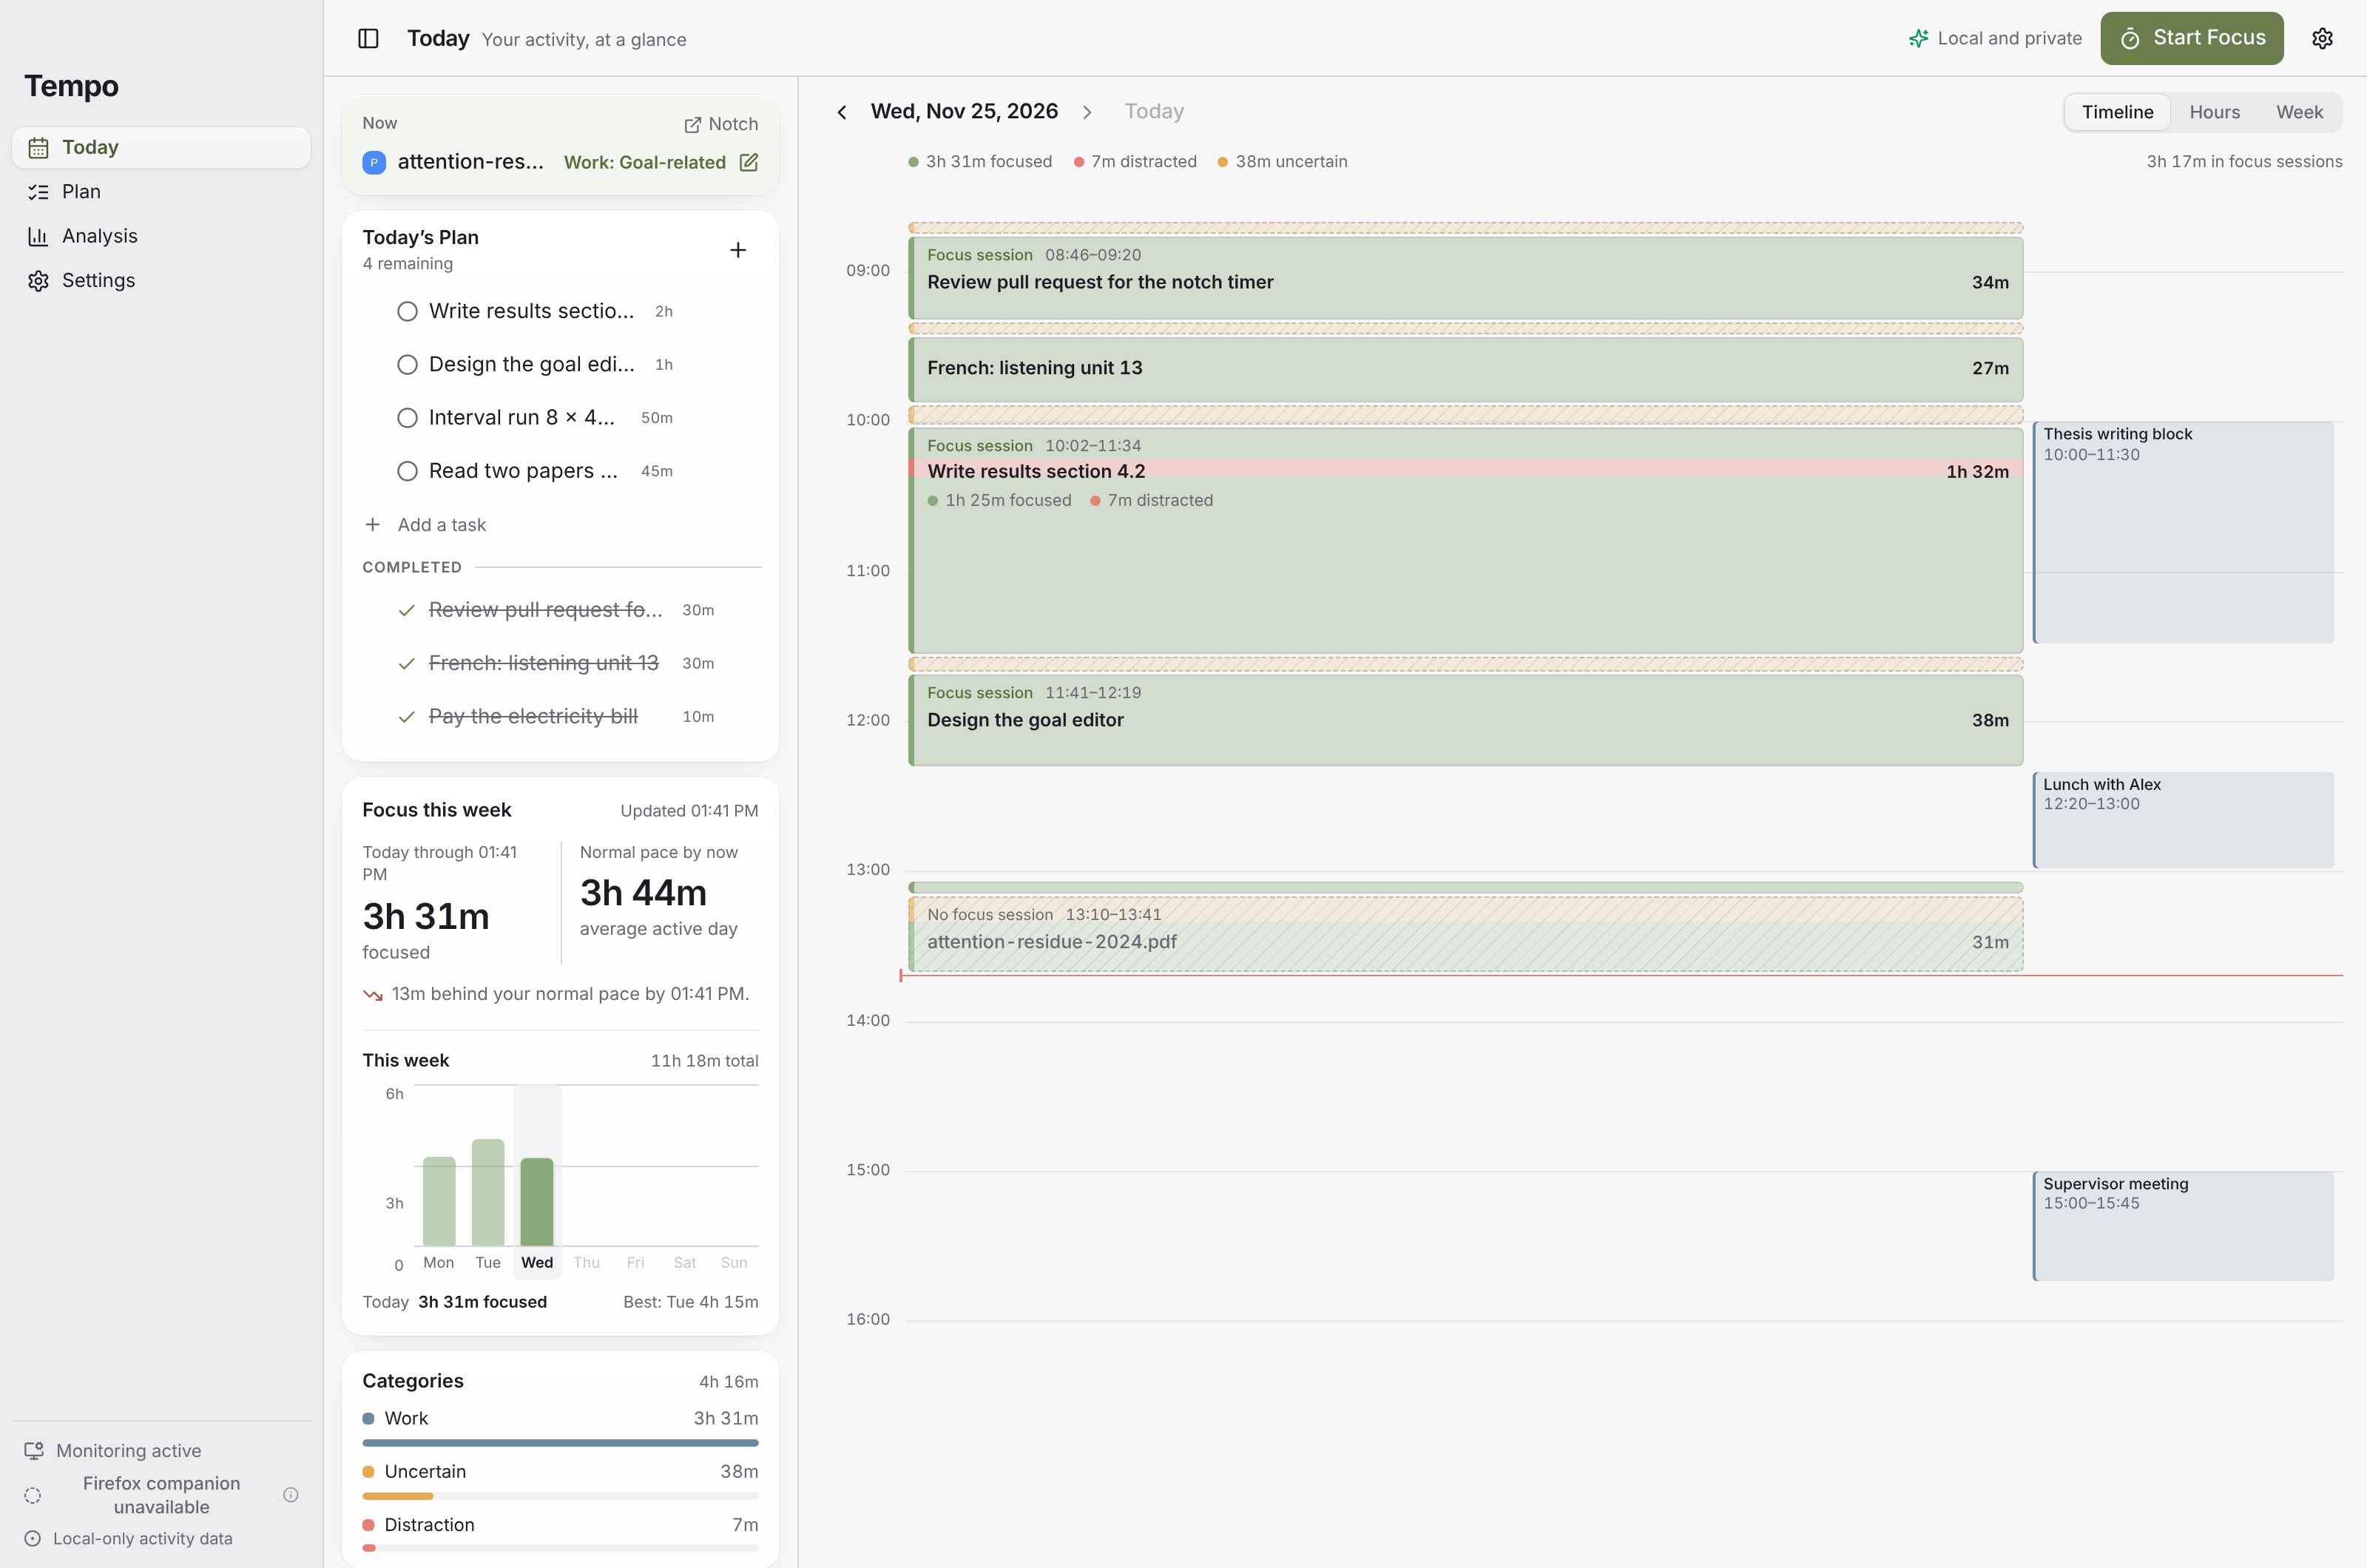 Tempo
Today
Plan
Analysis
Settings
Monitoring active
Firefox companion
unavailable
Local-only activity data
Today Your activity, at a glance
Local and private
Start Focus
Now
Notch
P
attention-res...
Work: Goal-related
Today's Plan
4 remaining
Write results sectio... 2h
Design the goal edi... 1h
Interval run 8 × 4... 50m
Read two papers ... 45m
Add a task
COMPLETED
Review pull request fo... 30m
French: listening unit 13 30m
Pay the electricity bill 10m
Focus this week
Updated 01:41 PM
Today through 01:41
PM
3h 31m
focused
Normal pace by now
3h 44m
average active day
13m behind your normal pace by 01:41 PM.
This week
11h 18m total
6h
3h
0
Mon Tue Wed Thu Fri Sat Sun
Today 3h 31m focused
Best: Tue 4h 15m
Categories 4h 16m
Work 3h 31m
Uncertain 38m
Distraction 7m
Wed, Nov 25, 2026
Today
Timeline Hours Week
3h 31m focused 7m distracted 38m uncertain
3h 17m in focus sessions
09:00
Focus session 08:46–09:20
Review pull request for the notch timer 34m
French: listening unit 13 27m
10:00
Focus session 10:02–11:34
Write results section 4.2 1h 32m
1h 25m focused 7m distracted
Thesis writing block
10:00–11:30
11:00
Focus session 11:41–12:19
Design the goal editor 38m
12:00
Lunch with Alex
12:20–13:00
13:00
No focus session 13:10–13:41
attention-residue-2024.pdf 31m
14:00
15:00
Supervisor meeting
15:00–15:45
16:00